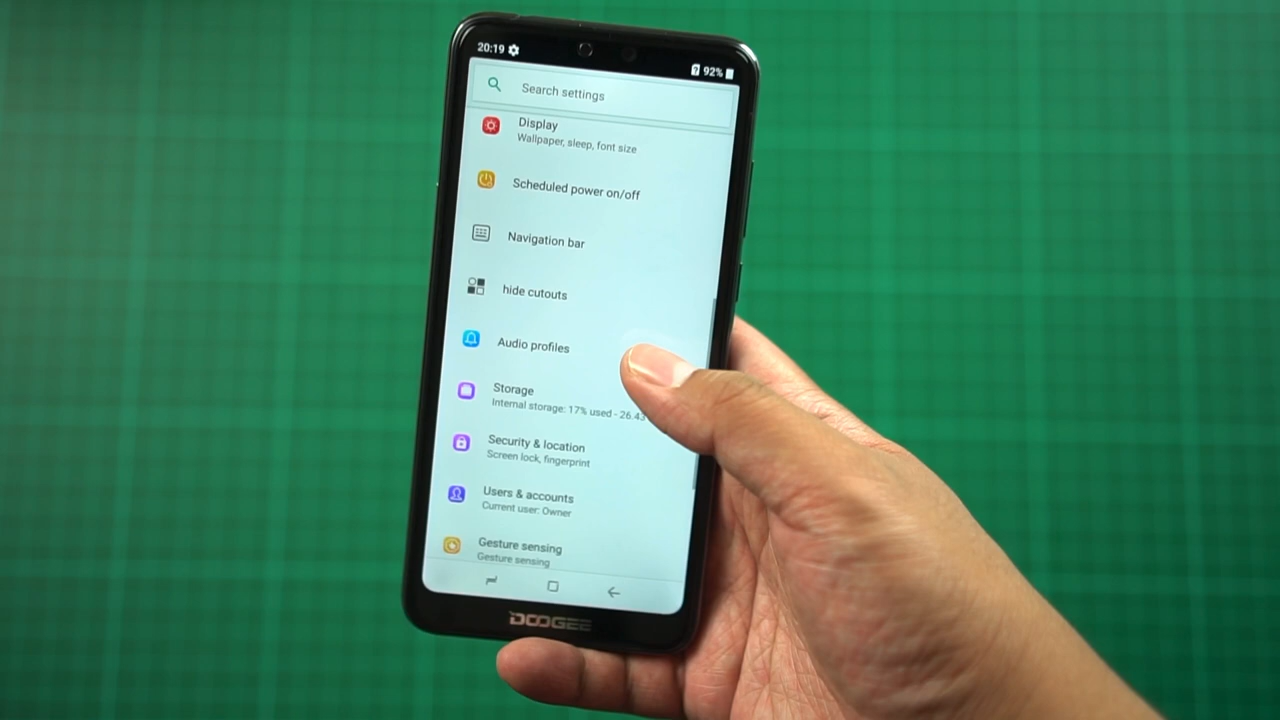 20:19
92%
Search settings
Display
Wallpaper, sleep, font size
Scheduled power on/off
Navigation bar
hide cutouts
Audio profiles
Storage
Internal storage: 17% used - 26.43
Security & location
Screen lock, fingerprint
Users & accounts
Current user: Owner
Gesture sensing
Gesture sensing
DOOGEE